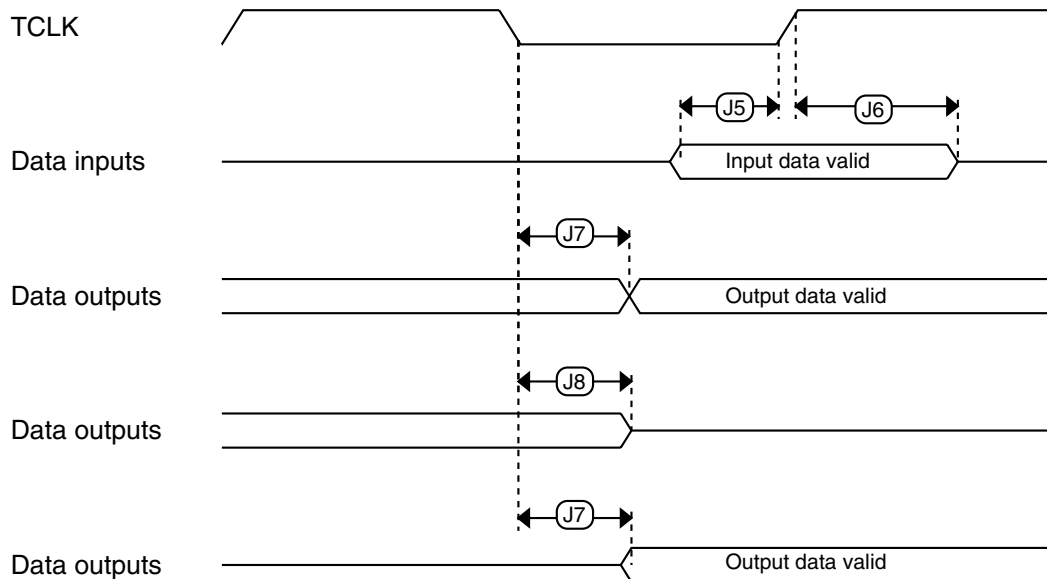 TCLK
J5
J6
Data inputs
Input data valid
J7
Data outputs
Output data valid
J8
Data outputs
J7
Data outputs
Output data valid